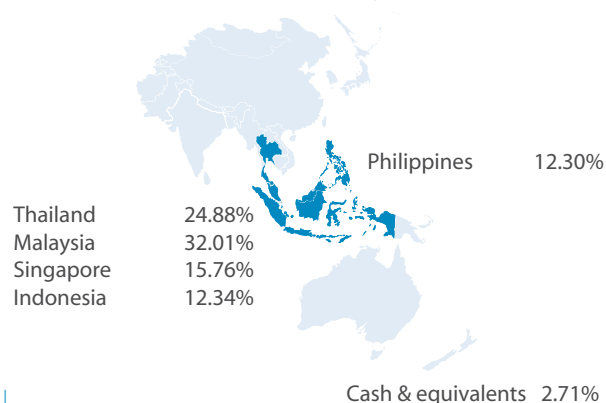 Philippines 12.30%
Thailand 24.88%
Malaysia 32.01%
Singapore 15.76%
Indonesia 12.34%
Cash & equivalents 2.71%